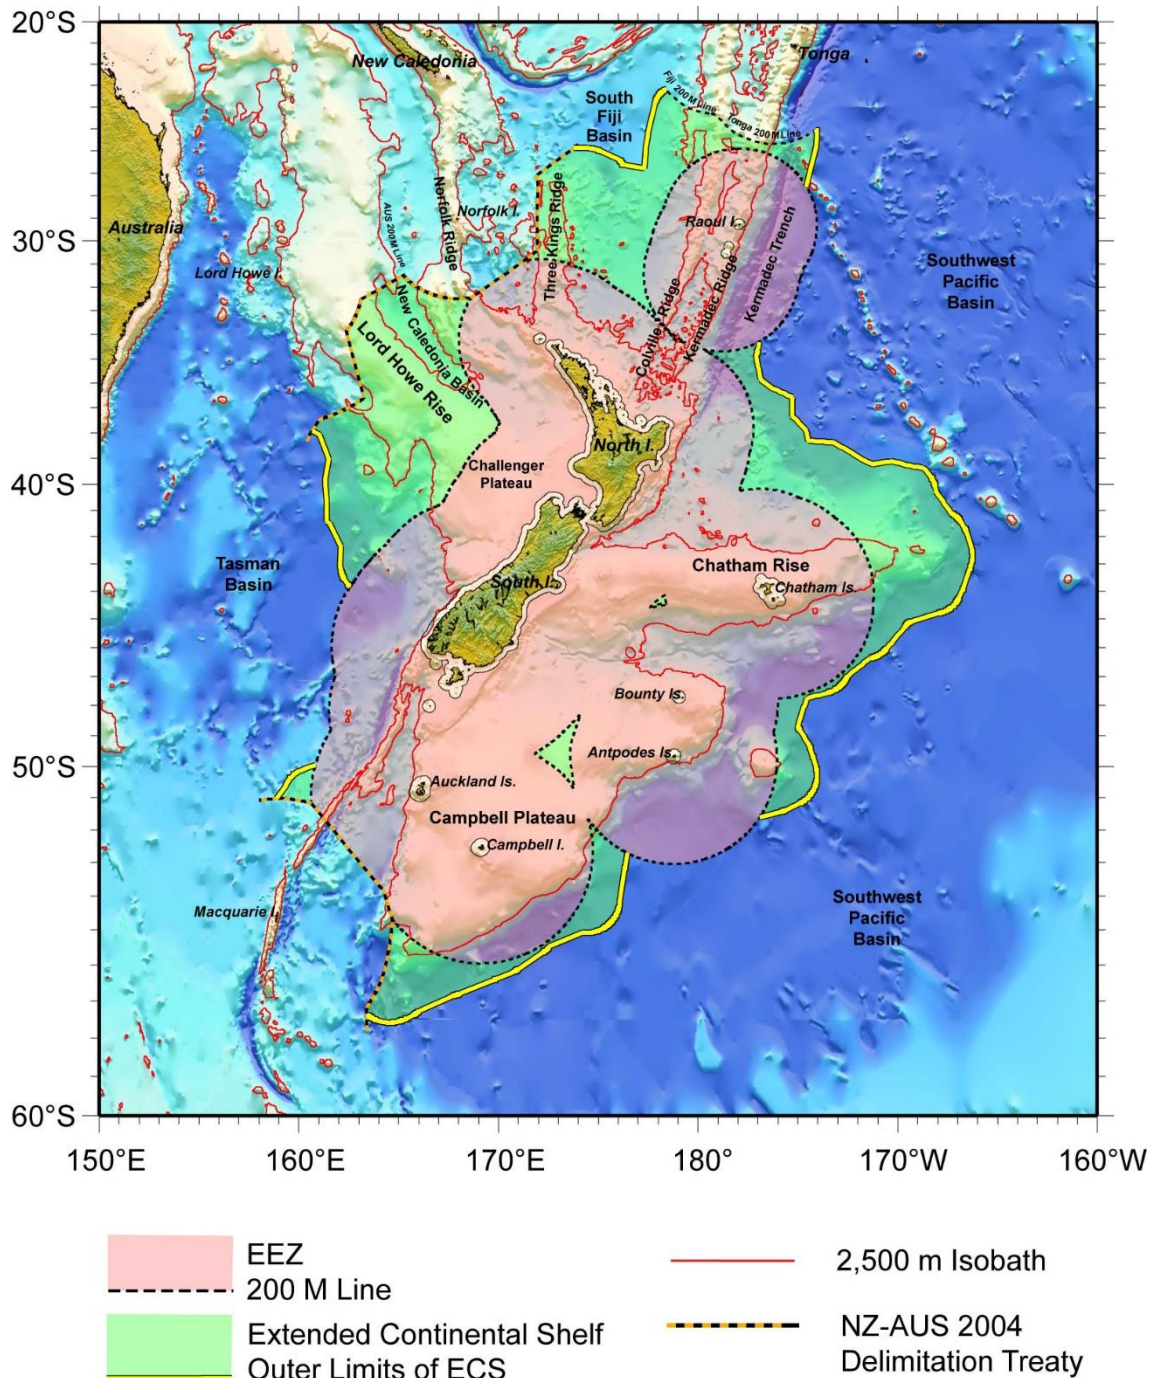 20°S
New Caledonia
Tonga
Fiji 200 M Line
South
Fiji
Basin
Tonga 200 M Line
Australia
AUS 200 M Line
Norfolk Ridge
Norfolk I.
Three Kings Ridge
Raoul I.
Kermadec Trench
30°S
Lord Howe I.
Southwest
Pacific
Basin
New Caledonia Basin
Lord Howe Rise
Colville Ridge
Kermadec Ridge
North I.
Challenger
Plateau
40°S
Tasman
Basin
South I.
Chatham Rise
Chatham Is.
Bounty Is.
Antpodes Is.
50°S
Auckland Is.
Campbell Plateau
Campbell I.
Macquarie I.
Southwest
Pacific
Basin
60°S
150°E
160°E
170°E
180°
170°W
160°W
EEZ
200 M Line
2,500 m Isobath
Extended Continental Shelf
Outer Limits of ECS
NZ-AUS 2004
Delimitation Treaty